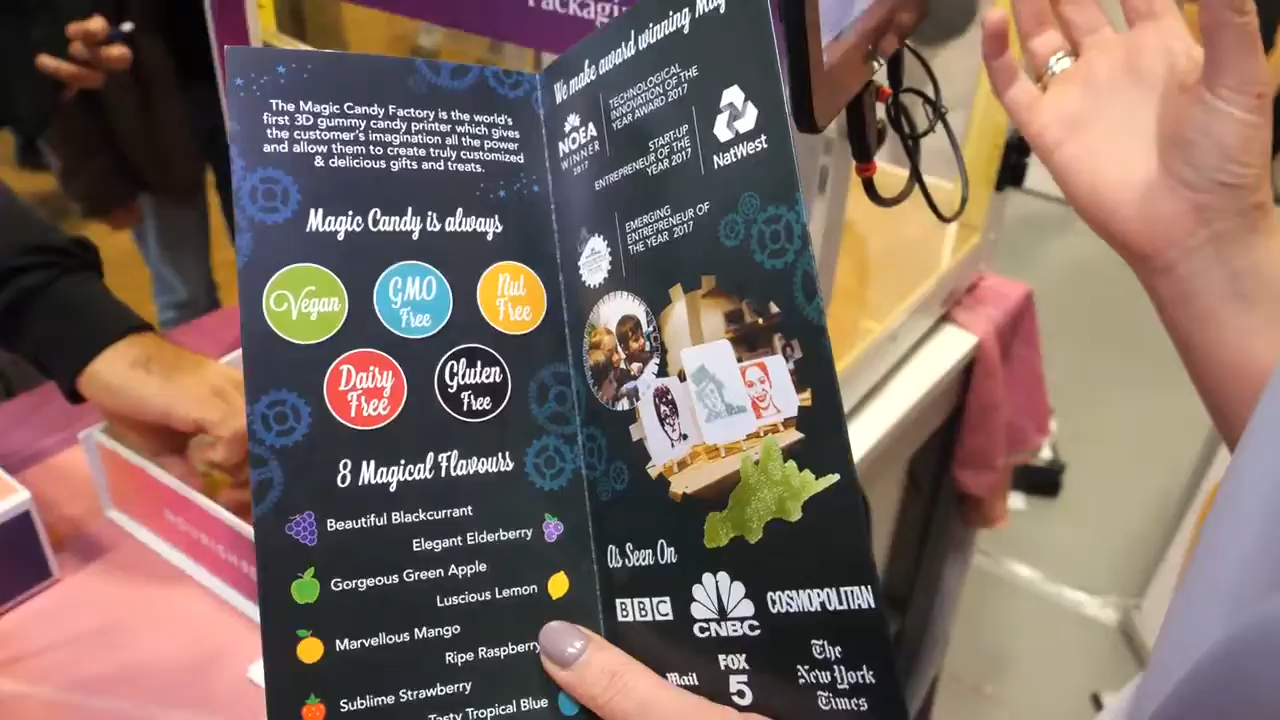 Packagi
The Magic Candy Factory is the world's
first 3D gummy candy printer which gives
the customer's imagination all the power
and allow them to create truly customized
& delicious gifts and treats.
Magic Candy is always
Vegan
GMO
Free
Nut
Free
Dairy
Free
Gluten
Free
8 Magical Flavours
Beautiful Blackcurrant
Elegant Elderberry
Gorgeous Green Apple
Luscious Lemon
Marvellous Mango
Ripe Raspberry
Sublime Strawberry
Tasty Tropical Blue
We make award winning Mag
NOEA
WINNER
2017
TECHNOLOGICAL
INNOVATION OF THE
YEAR AWARD 2017
START-UP
ENTREPRENEUR OF THE
YEAR 2017
NatWest
EMERGING
ENTREPRENEUR OF
THE YEAR 2017
As Seen On
BBC
CNBC
COSMOPOLITAN
Mail
FOX
5
The
New York
Times